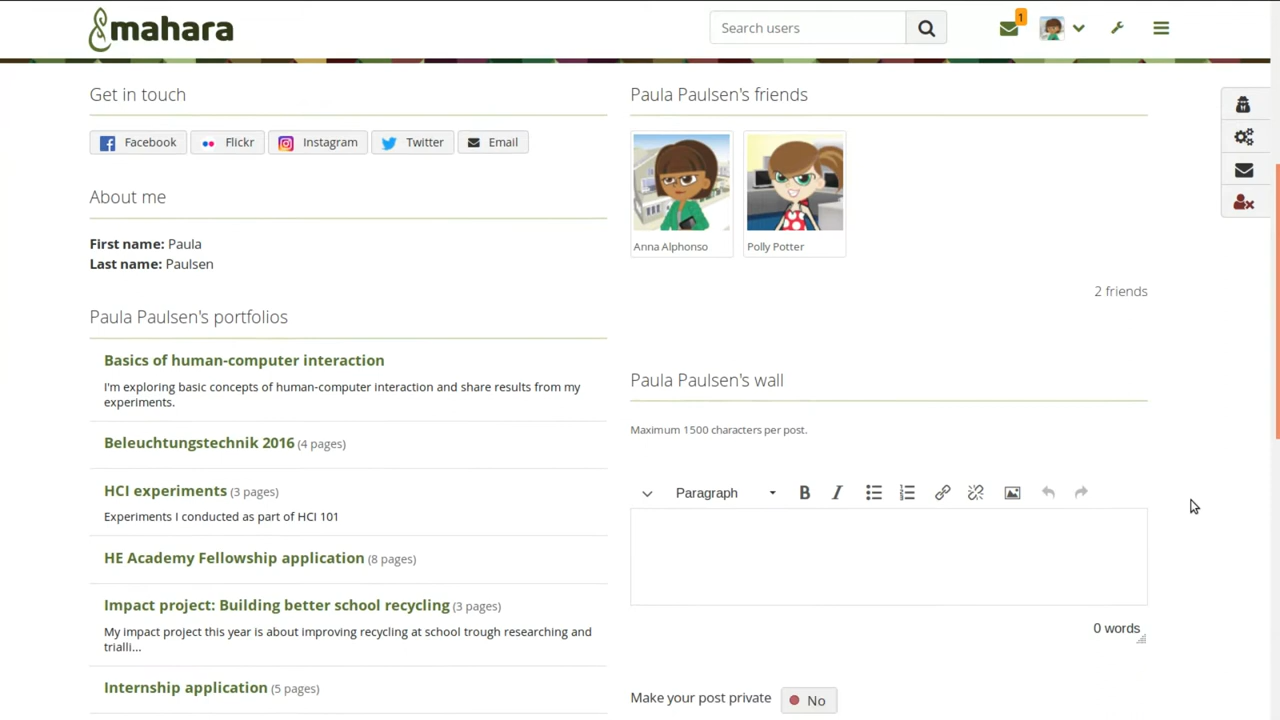 mahara
Search users
1
Get in touch
Facebook
Flickr
Instagram
Twitter
Email
About me
First name: Paula
Last name: Paulsen
Paula Paulsen's portfolios
Basics of human-computer interaction
I'm exploring basic concepts of human-computer interaction and share results from my
experiments.
Beleuchtungstechnik 2016 (4 pages)
HCI experiments (3 pages)
Experiments I conducted as part of HCI 101
HE Academy Fellowship application (8 pages)
Impact project: Building better school recycling (3 pages)
My impact project this year is about improving recycling at school trough researching and
trialli...
Internship application (5 pages)
Paula Paulsen's friends
Anna Alphonso
Polly Potter
2 friends
Paula Paulsen's wall
Maximum 1500 characters per post.
Paragraph
B
I
0 words
Make your post private
No